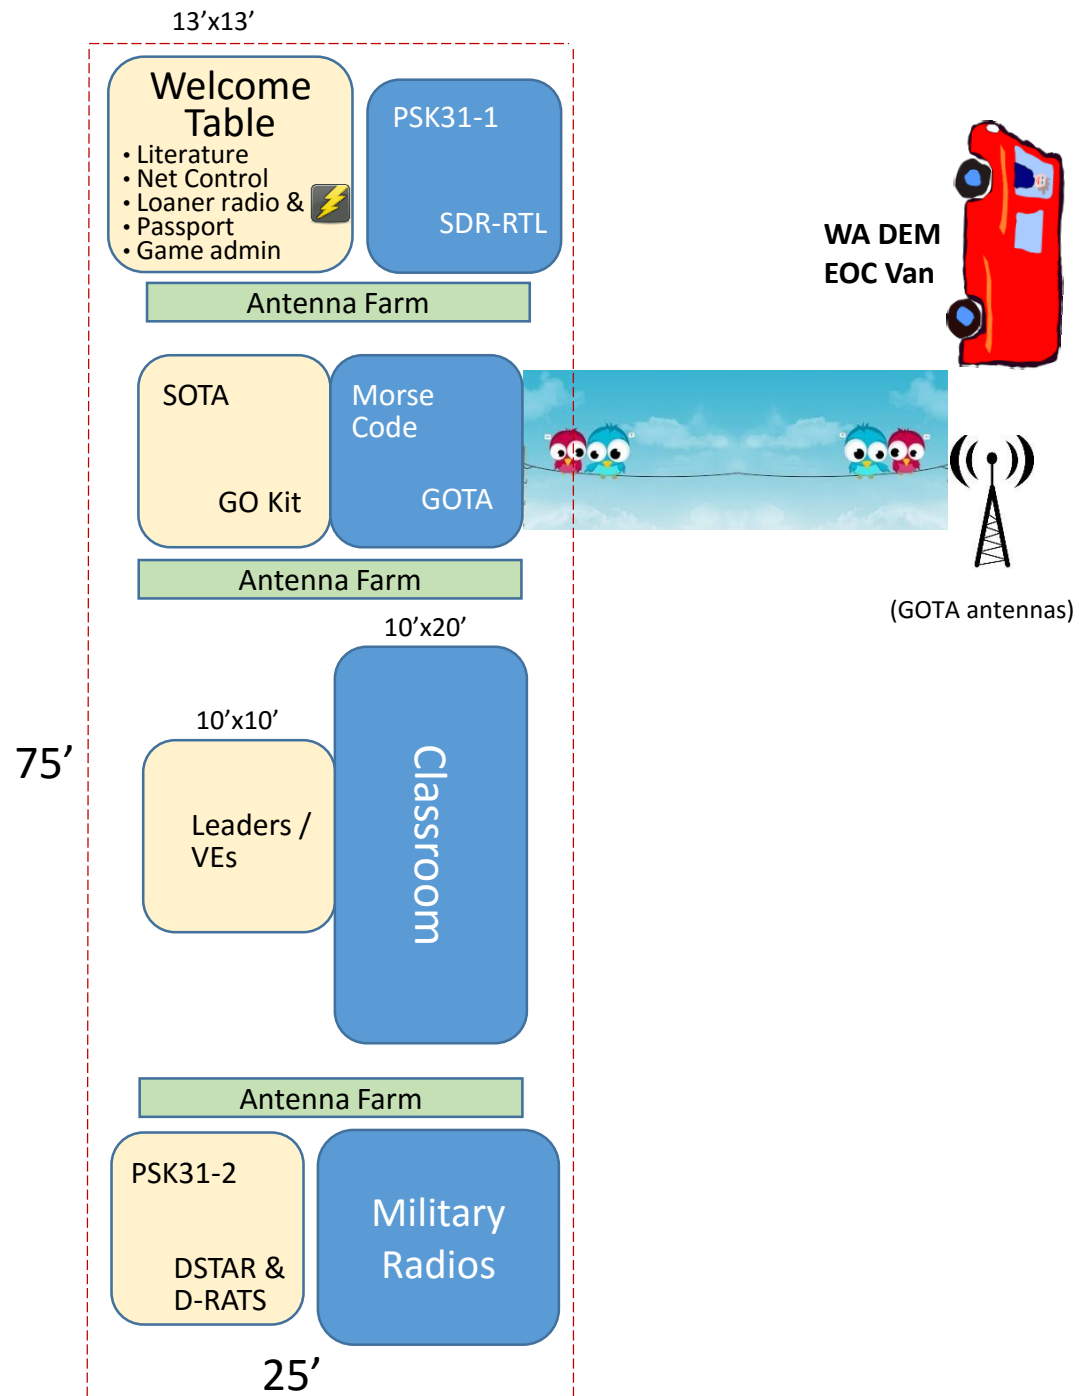 13’x13’
Welcome
Table
• Literature
• Net Control
• Loaner radio &
• Passport
• Game admin
PSK31-1
SDR-RTL
WA DEM
EOC Van
Antenna Farm
SOTA
GO Kit
Morse
Code
GOTA
(GOTA antennas)
Antenna Farm
10’x20’
10’x10’
75’
Leaders /
VEs
Classroom
Antenna Farm
PSK31-2
DSTAR &
D-RATS
Military
Radios
25’